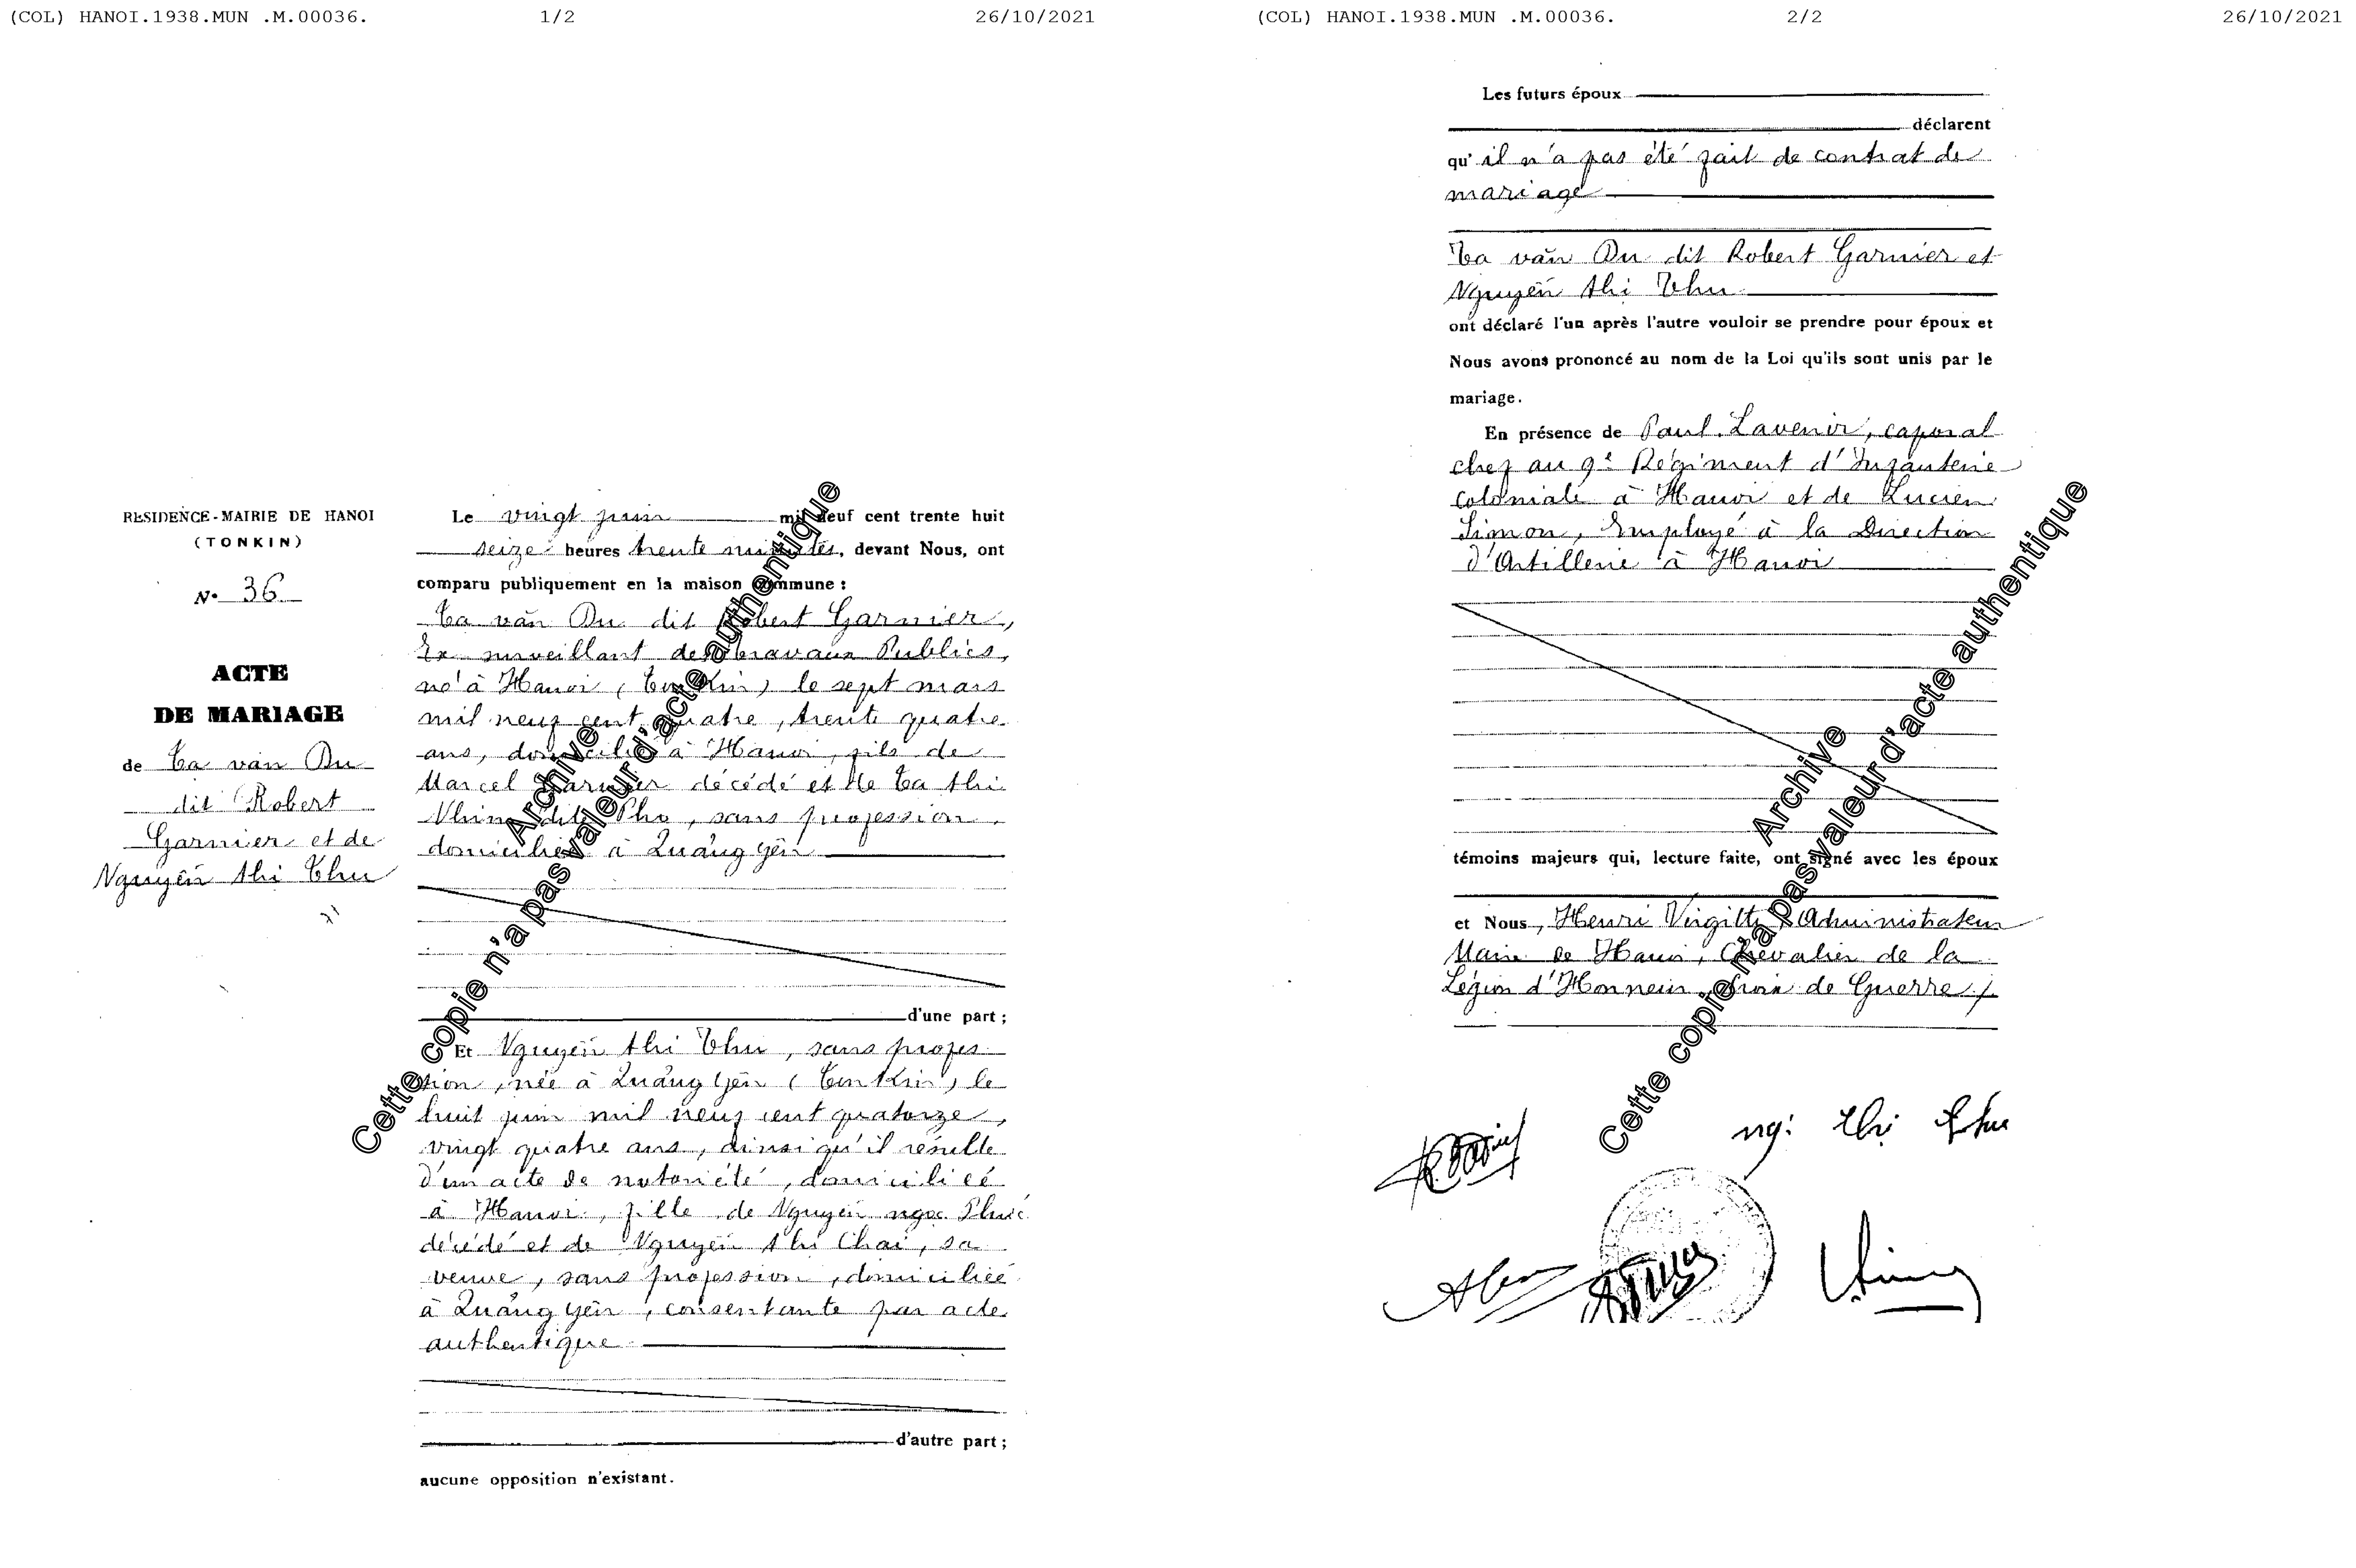 (COL) HANOI.1938.MUN .M.00036.
1/2
26/10/2021
RESIDENCE-MAIRIE DE HANOI
(TONKIN)
N° 36
ACTE
DE MARIAGE
de Ta van Du
dit Robert
Garnier et de
Nguyên thi Thu
Le vingt juin mil neuf cent trente huit
seize heures trente minutes, devant Nous, ont
comparu publiquement en la maison commune :
Ta văn Du dit Robert Garnier,
Ex surveillant des Travaux Publics,
né à Hanoi, (Tonkin) le sept mars
mil neuf cent quatre, trente quatre
ans, domicilié à Hanoi, fils de
Marcel Garnier décédé et de Ta thi
Nhin dite Pho, sans profession,
domiciliée à Quảng Yên
d'une part ;
Et Nguyên thi Thu, sans profes
sion, née à Quảng Yên (Tonkin), le
huit juin mil neuf cent quatorze,
vingt quatre ans, ainsi qu'il résulte
d'un acte de notoriété, domiciliée
à Hanoi, fille de Nguyên ngoc Phuc
décédé et de Nguyên thi Chai, sa
veuve, sans profession, domiciliée
à Quảng Yên, consentante par acte
authentique
d'autre part ;
aucune opposition n'existant.
Archive
Cette copie n'a pas valeur d'acte authentique
(COL) HANOI.1938.MUN .M.00036.
2/2
26/10/2021
Les futurs époux
déclarent
qu'il n'a pas été fait de contrat de
mariage
Ta văn Du dit Robert Garnier et
Nguyên thi Thu
ont déclaré l'un après l'autre vouloir se prendre pour époux et
Nous avons prononcé au nom de la Loi qu'ils sont unis par le
mariage.
En présence de Paul Lavenir, caporal
chef au 9e Régiment d'Infanterie
Coloniale à Hanoi et de Lucien
Simon, Employé à la Direction
d'Artillerie à Hanoi
témoins majeurs qui, lecture faite, ont signé avec les époux
et Nous, Henri Virgitti, Administrateur
Maire de Hanoi, Chevalier de la
Légion d'Honneur, Croix de Guerre ./.
ng: thi Thu
Archive
Cette copie n'a pas valeur d'acte authentique